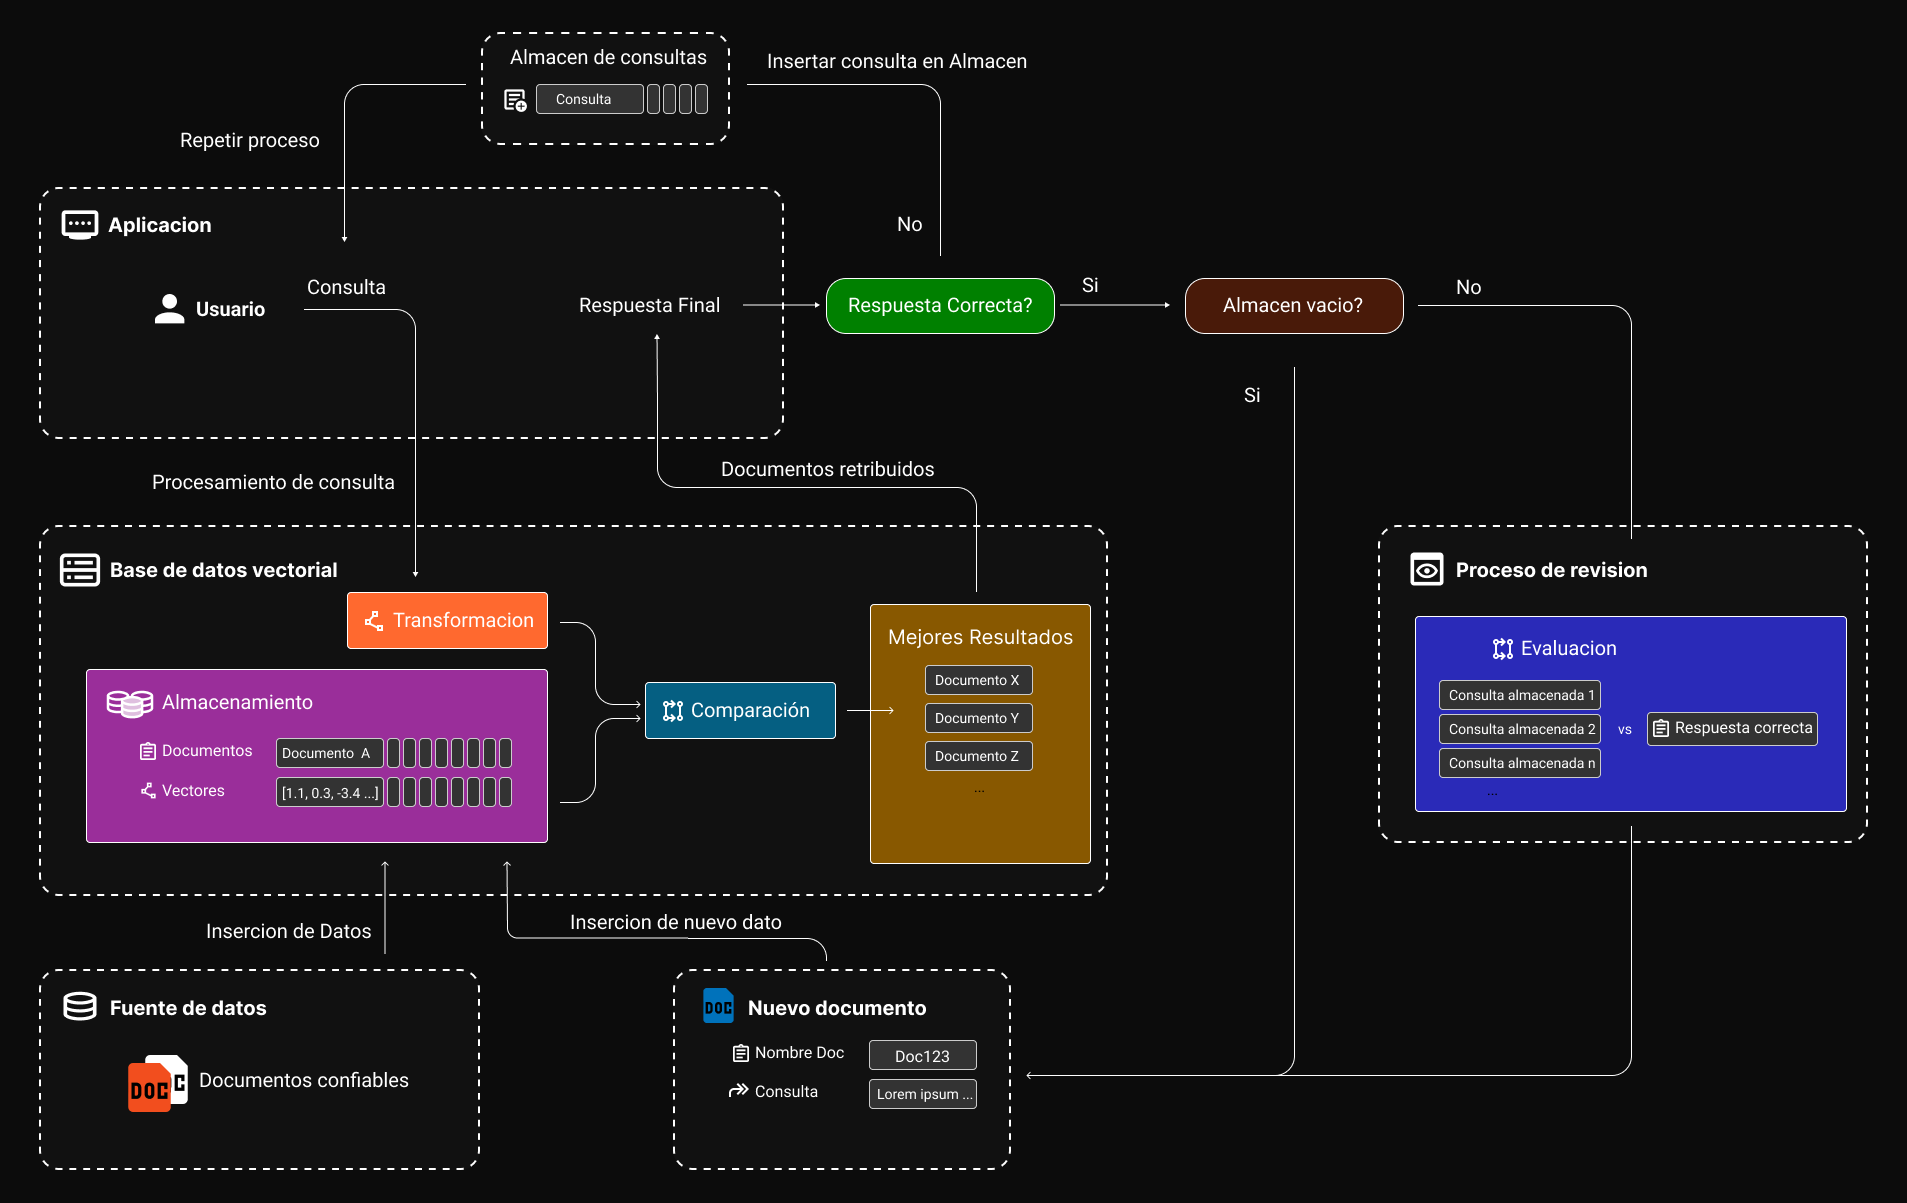 Almacen de consultas
Consulta
Insertar consulta en Almacen
Repetir proceso
No
Aplicacion
Usuario
Consulta
Respuesta Final
Respuesta Correcta?
Si
Almacen vacio?
No
Si
Procesamiento de consulta
Documentos retribuidos
Base de datos vectorial
Transformacion
Almacenamiento
Documentos
Documento A
Vectores
[1.1, 0.3, -3.4 ...]
Comparación
Mejores Resultados
Documento X
Documento Y
Documento Z
...
Proceso de revision
Evaluacion
Consulta almacenada 1
Consulta almacenada 2
Consulta almacenada n
...
vs
Respuesta correcta
Insercion de Datos
Insercion de nuevo dato
Fuente de datos
DOC
C
Documentos confiables
DOC
Nuevo documento
Nombre Doc
Doc123
Consulta
Lorem ipsum ...